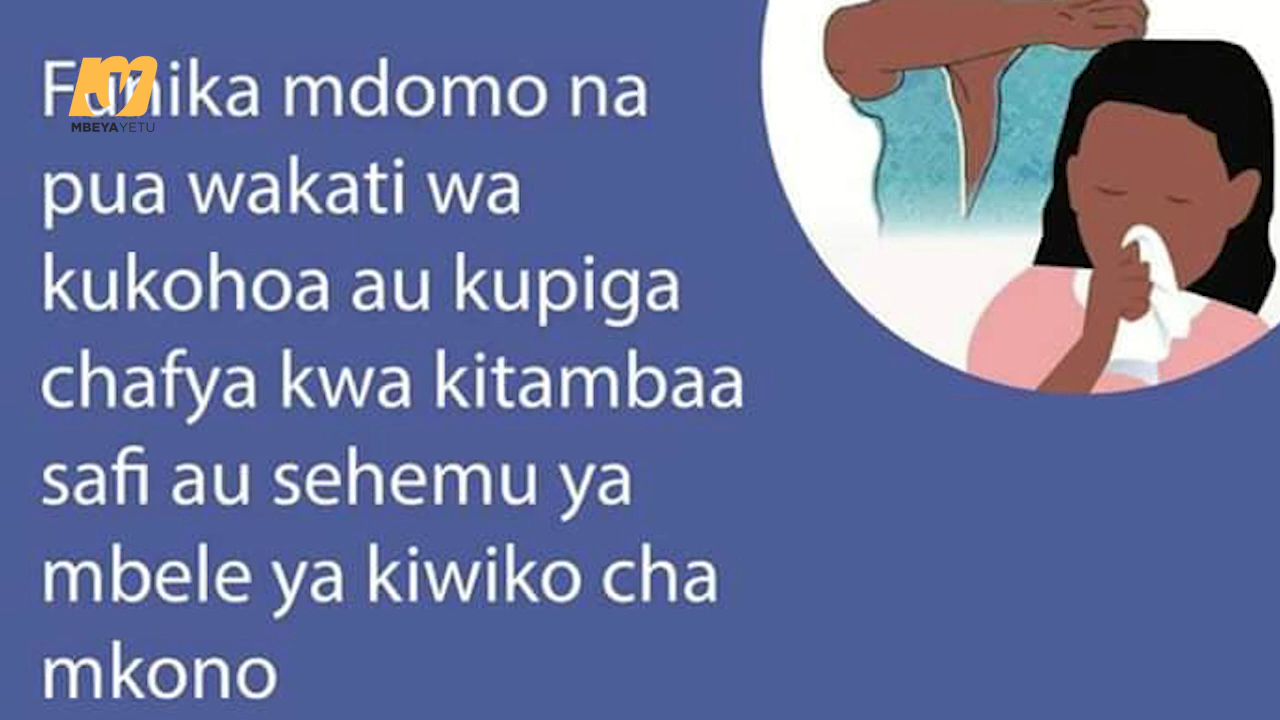 Funika mdomo na
pua wakati wa
kukohoa au kupiga
chafya kwa kitambaa
safi au sehemu ya
mbele ya kiwiko cha
mkono
MBEYAYETU